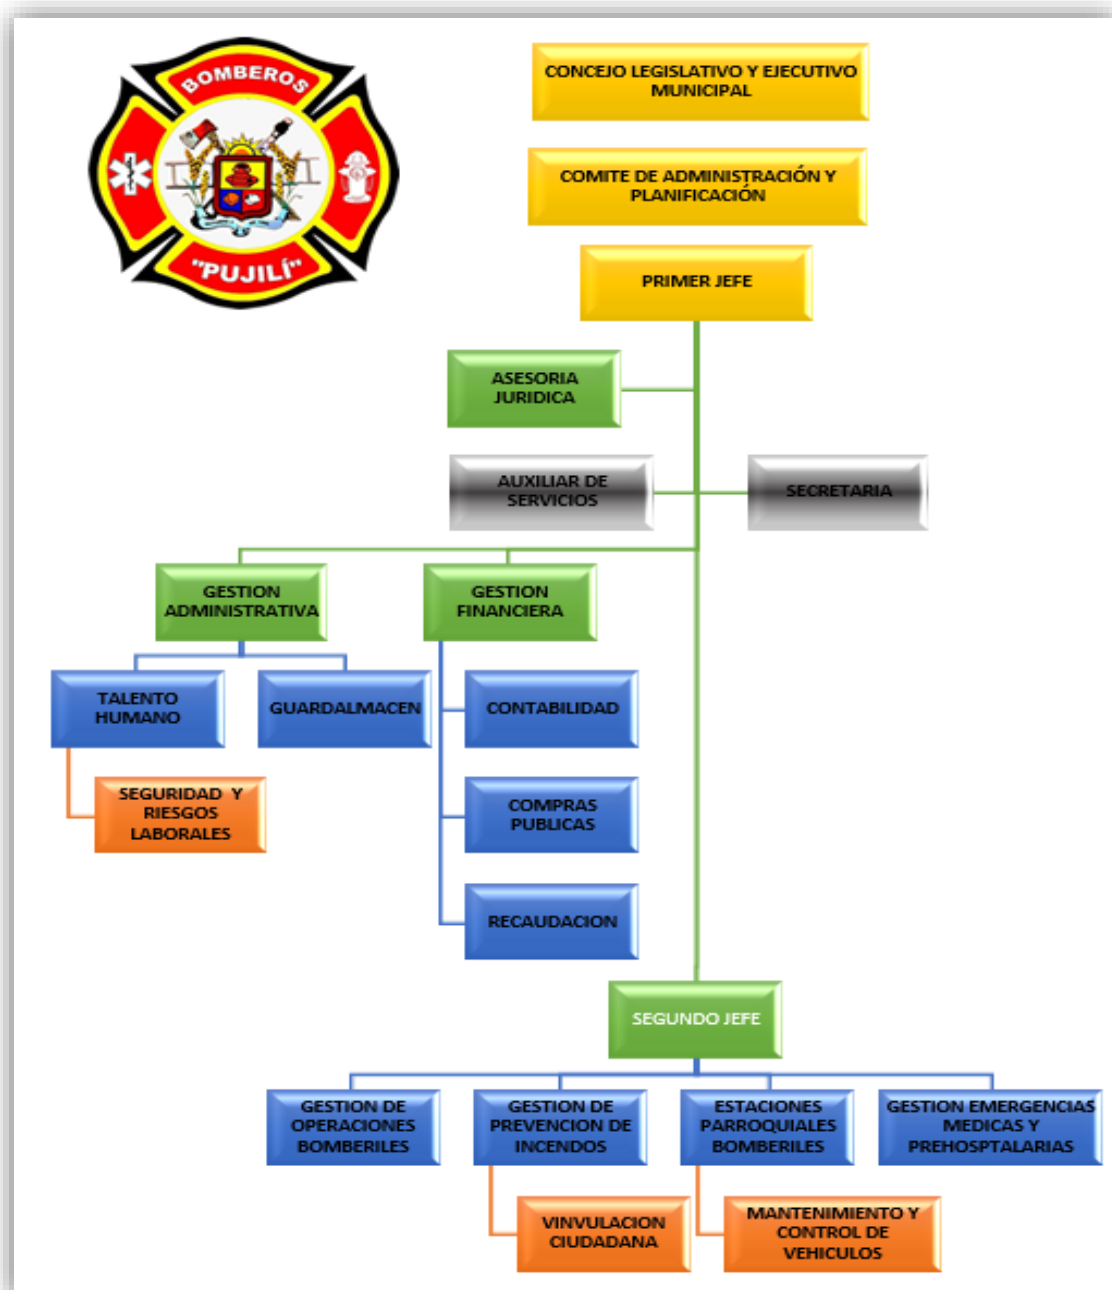 BOMBEROS
"PUJILÍ"
CONCEJO LEGISLATIVO Y EJECUTIVO
MUNICIPAL
COMITE DE ADMINISTRACIÓN Y
PLANIFICACIÓN
PRIMER JEFE
ASESORIA
JURIDICA
AUXILIAR DE
SERVICIOS
SECRETARIA
GESTION
ADMINISTRATIVA
GESTION
FINANCIERA
TALENTO
HUMANO
GUARDALMACEN
CONTABILIDAD
SEGURIDAD Y
RIESGOS
LABORALES
COMPRAS
PUBLICAS
RECAUDACION
SEGUNDO JEFE
GESTION DE
OPERACIONES
BOMBERILES
GESTION DE
PREVENCION DE
INCENDOS
ESTACIONES
PARROQUIALES
BOMBERILES
GESTION EMERGENCIAS
MEDICAS Y
PREHOSPTALARIAS
VINVULACION
CIUDADANA
MANTENIMIENTO Y
CONTROL DE
VEHICULOS